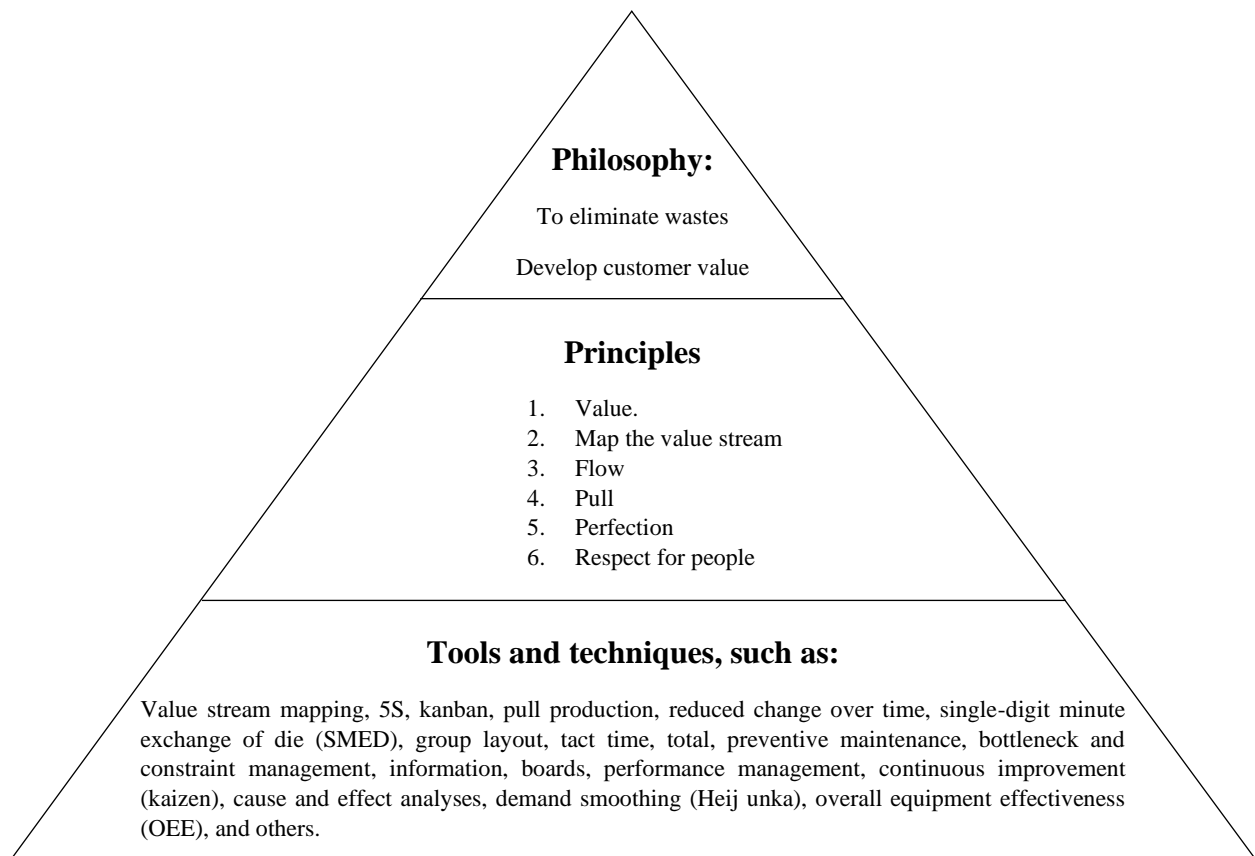 Philosophy:
To eliminate wastes
Develop customer value
Principles
1. Value.
2. Map the value stream
3. Flow
4. Pull
5. Perfection
6. Respect for people
Tools and techniques, such as:
Value stream mapping, 5S, kanban, pull production, reduced change over time, single-digit minute
exchange of die (SMED), group layout, tact time, total, preventive maintenance, bottleneck and
constraint management, information, boards, performance management, continuous improvement
(kaizen), cause and effect analyses, demand smoothing (Heij unka), overall equipment effectiveness
(OEE), and others.